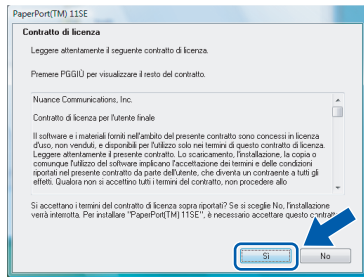 PaperPort(TM) 11SE
Contratto di licenza
Leggere attentamente il seguente contratto di licenza.
Premere PGGIÙ per visualizzare il resto del contratto.
Nuance Communications, Inc.
Contratto di licenza per l'utente finale
Il software e i materiali forniti nell'ambito del presente contratto sono concessi in licenza
d'uso, non venduti, e disponibili per l'utilizzo solo nei termini di questo contratto di licenza.
Leggere attentamente il presente contratto. Lo scaricamento, l'installazione, la copia o
comunque l'utilizzo del software implicano l'accettazione dei termini e delle condizioni
riportati nel presente contratto da parte dell'utente, che diventa un contraente a tutti gli
effetti. Qualora non si accettino tutti i termini del contratto, non procedere allo
Si accettano i termini del contratto di licenza sopra riportati? Se si sceglie No, l'installazione
verrà interrotta. Per installare "PaperPort(TM) 11SE", è necessario accettare questo
Sì
No